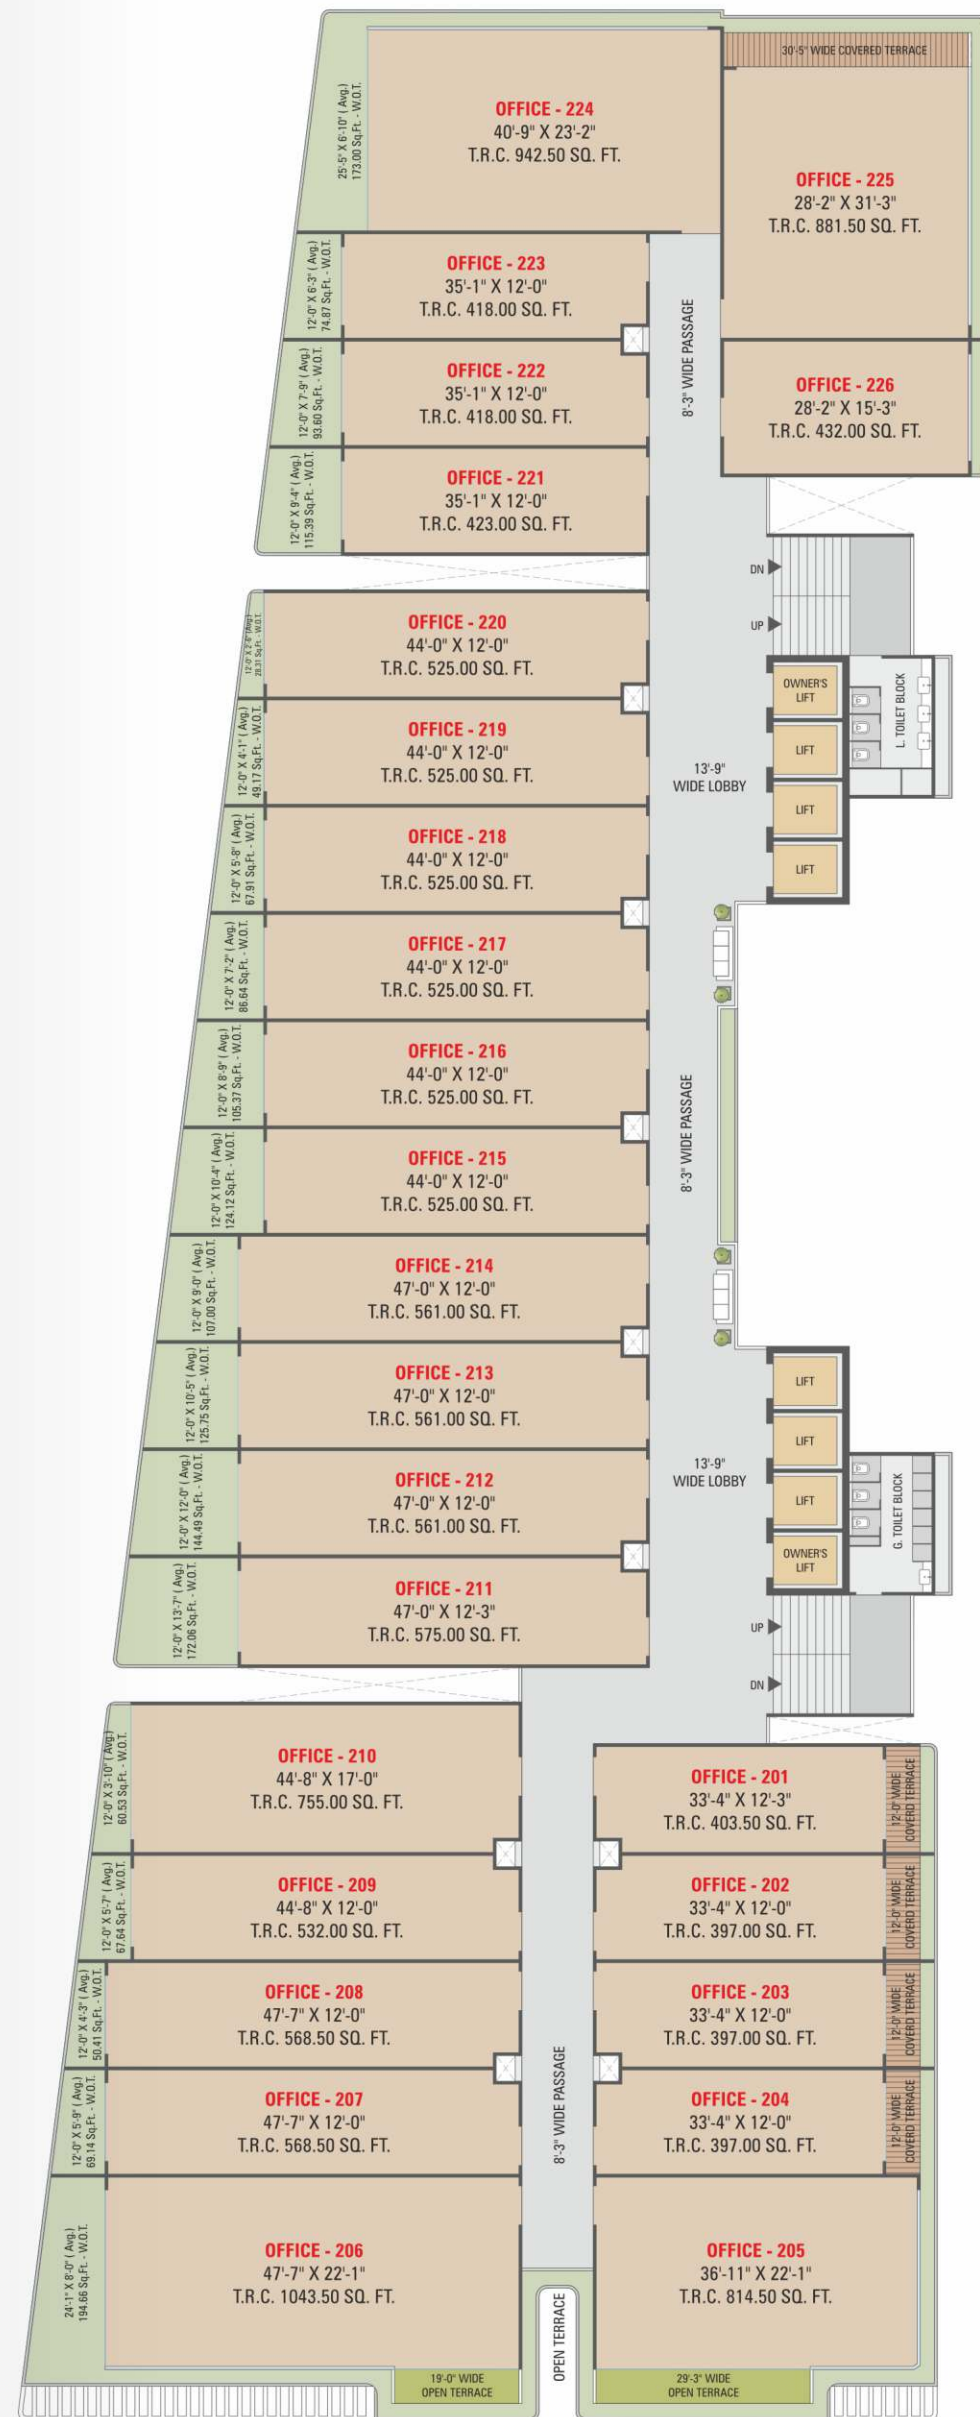 30'-5" WIDE COVERED TERRACE
OFFICE - 224
40'-9" X 23'-2"
T.R.C. 942.50 SQ. FT.
25'-5" X 6'-10" ( Avg.)
173.00 Sq.Ft. - W.O.T.
OFFICE - 225
28'-2" X 31'-3"
T.R.C. 881.50 SQ. FT.
OFFICE - 223
35'-1" X 12'-0"
T.R.C. 418.00 SQ. FT.
12'-0" X 6'-3" ( Avg.)
74.87 Sq.Ft. - W.O.T.
8'-3" WIDE PASSAGE
OFFICE - 222
35'-1" X 12'-0"
T.R.C. 418.00 SQ. FT.
12'-0" X 7'-9" ( Avg.)
93.60 Sq.Ft. - W.O.T.
OFFICE - 226
28'-2" X 15'-3"
T.R.C. 432.00 SQ. FT.
OFFICE - 221
35'-1" X 12'-0"
T.R.C. 423.00 SQ. FT.
12'-0" X 9'-4" ( Avg.)
115.39 Sq.Ft. - W.O.T.
DN
UP
OFFICE - 220
44'-0" X 12'-0"
T.R.C. 525.00 SQ. FT.
12'-0" X 2'-6" (Avg.)
28.31 Sq.Ft. - W.O.T.
OWNER'S
LIFT
L. TOILET BLOCK
OFFICE - 219
44'-0" X 12'-0"
T.R.C. 525.00 SQ. FT.
12'-0" X 4'-1" ( Avg.)
49.17 Sq.Ft. - W.O.T.
LIFT
13'-9"
WIDE LOBBY
LIFT
OFFICE - 218
44'-0" X 12'-0"
T.R.C. 525.00 SQ. FT.
12'-0" X 5'-8" ( Avg.)
67.91 Sq.Ft. - W.O.T.
LIFT
OFFICE - 217
44'-0" X 12'-0"
T.R.C. 525.00 SQ. FT.
12'-0" X 7'-2" ( Avg.)
86.64 Sq.Ft. - W.O.T.
OFFICE - 216
44'-0" X 12'-0"
T.R.C. 525.00 SQ. FT.
12'-0" X 8'-9" ( Avg.)
105.37 Sq.Ft. - W.O.T.
8'-3" WIDE PASSAGE
OFFICE - 215
44'-0" X 12'-0"
T.R.C. 525.00 SQ. FT.
12'-0" X 10'-4" ( Avg.)
124.12 Sq.Ft. - W.O.T.
OFFICE - 214
47'-0" X 12'-0"
T.R.C. 561.00 SQ. FT.
12'-0" X 9'-0" ( Avg.)
107.00 Sq.Ft. - W.O.T.
OFFICE - 213
47'-0" X 12'-0"
T.R.C. 561.00 SQ. FT.
12'-0" X 10'-5" ( Avg.)
125.75 Sq.Ft. - W.O.T.
LIFT
LIFT
13'-9"
WIDE LOBBY
OFFICE - 212
47'-0" X 12'-0"
T.R.C. 561.00 SQ. FT.
12'-0" X 12'-0" ( Avg.)
144.49 Sq.Ft. - W.O.T.
LIFT
G. TOILET BLOCK
OWNER'S
LIFT
OFFICE - 211
47'-0" X 12'-3"
T.R.C. 575.00 SQ. FT.
12'-0" X 13'-7" ( Avg.)
172.06 Sq.Ft. - W.O.T.
UP
DN
OFFICE - 210
44'-8" X 17'-0"
T.R.C. 755.00 SQ. FT.
12'-0" X 3'-10" ( Avg.)
60.53 Sq.Ft. - W.O.T.
OFFICE - 201
33'-4" X 12'-3"
T.R.C. 403.50 SQ. FT.
12'-0" WIDE
COVERD TERRACE
OFFICE - 209
44'-8" X 12'-0"
T.R.C. 532.00 SQ. FT.
12'-0" X 5'-7" ( Avg.)
67.64 Sq.Ft. - W.O.T.
OFFICE - 202
33'-4" X 12'-0"
T.R.C. 397.00 SQ. FT.
12'-0" WIDE
COVERD TERRACE
OFFICE - 208
47'-7" X 12'-0"
T.R.C. 568.50 SQ. FT.
12'-0" X 4'-3" ( Avg.)
50.41 Sq.Ft. - W.O.T.
OFFICE - 203
33'-4" X 12'-0"
T.R.C. 397.00 SQ. FT.
12'-0" WIDE
COVERD TERRACE
OFFICE - 207
47'-7" X 12'-0"
T.R.C. 568.50 SQ. FT.
12'-0" X 5'-9" ( Avg.)
69.14 Sq.Ft. - W.O.T.
8'-3" WIDE PASSAGE
OFFICE - 204
33'-4" X 12'-0"
T.R.C. 397.00 SQ. FT.
12'-0" WIDE
COVERD TERRACE
OFFICE - 206
47'-7" X 22'-1"
T.R.C. 1043.50 SQ. FT.
24'-1" X 8'-0" ( Avg.)
194.66 Sq.Ft. - W.O.T.
OFFICE - 205
36'-11" X 22'-1"
T.R.C. 814.50 SQ. FT.
OPEN TERRACE
19'-0" WIDE
OPEN TERRACE
29'-3" WIDE
OPEN TERRACE